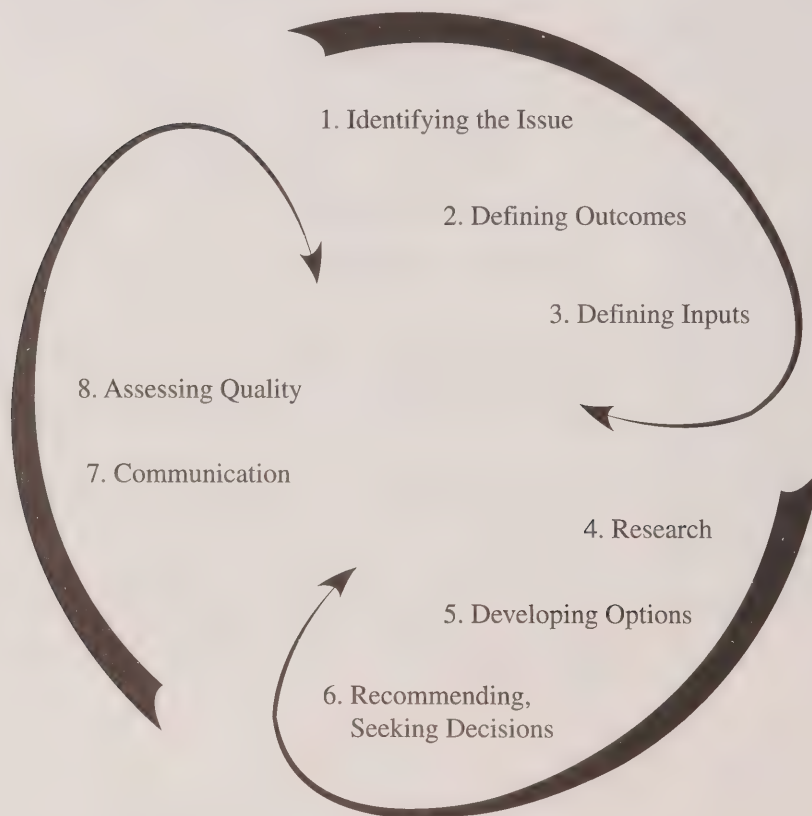 1. Identifying the Issue
2. Defining Outcomes
3. Defining Inputs
4. Research
5. Developing Options
6. Recommending,
Seeking Decisions
7. Communication
8. Assessing Quality